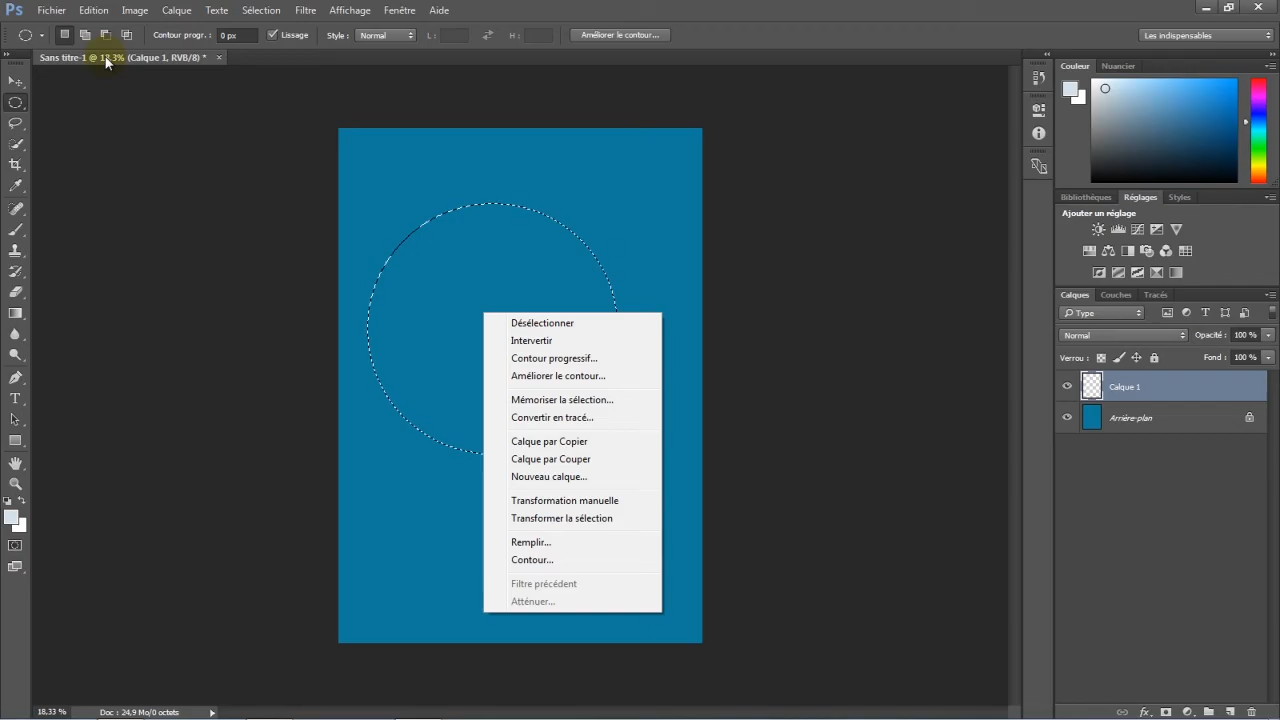 Ps Fichier Edition Image Calque Texte Sélection Filtre Affichage Fenêtre Aide
Contour progr. : 0 px Lissage Style : Normal L : H : Améliorer le contour... Les indispensables
Sans titre-1 @ 18,3% (Calque 1, RVB/8) * ×
Couleur Nuancier
Bibliothèques Réglages Styles
Ajouter un réglage
Calques Couches Tracés
Type
Normal Opacité : 100 %
Verrou : Fond : 100 %
Calque 1
Arrière-plan
Désélectionner
Intervertir
Contour progressif...
Améliorer le contour...
Mémoriser la sélection...
Convertir en tracé...
Calque par Copier
Calque par Couper
Nouveau calque...
Transformation manuelle
Transformer la sélection
Remplir...
Contour...
Filtre précédent
Atténuer...
18,33 % Doc : 24,9 Mo/0 octets